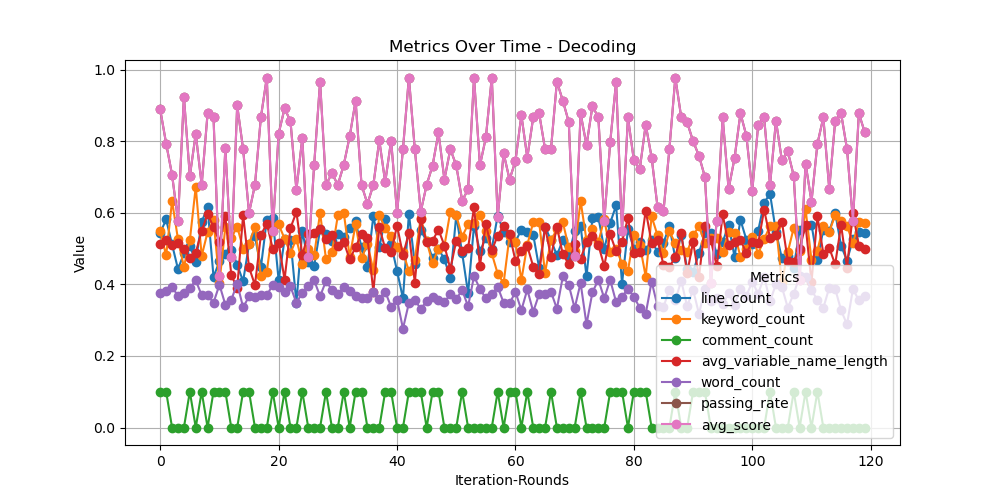 Metrics Over Time - Decoding
1.0
0.8
0.6
0.4
0.2
0.0
Value
0
20
40
60
80
100
120
Iteration-Rounds
Metrics
line_count
keyword_count
comment_count
avg_variable_name_length
word_count
passing_rate
avg_score